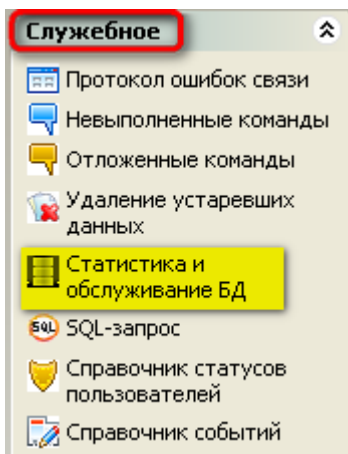 Служебное
Протокол ошибок связи
Невыполненные команды
Отложенные команды
Удаление устаревших
данных
Статистика и
обслуживание БД
SQL SQL-запрос
Справочник статусов
пользователей
Справочник событий